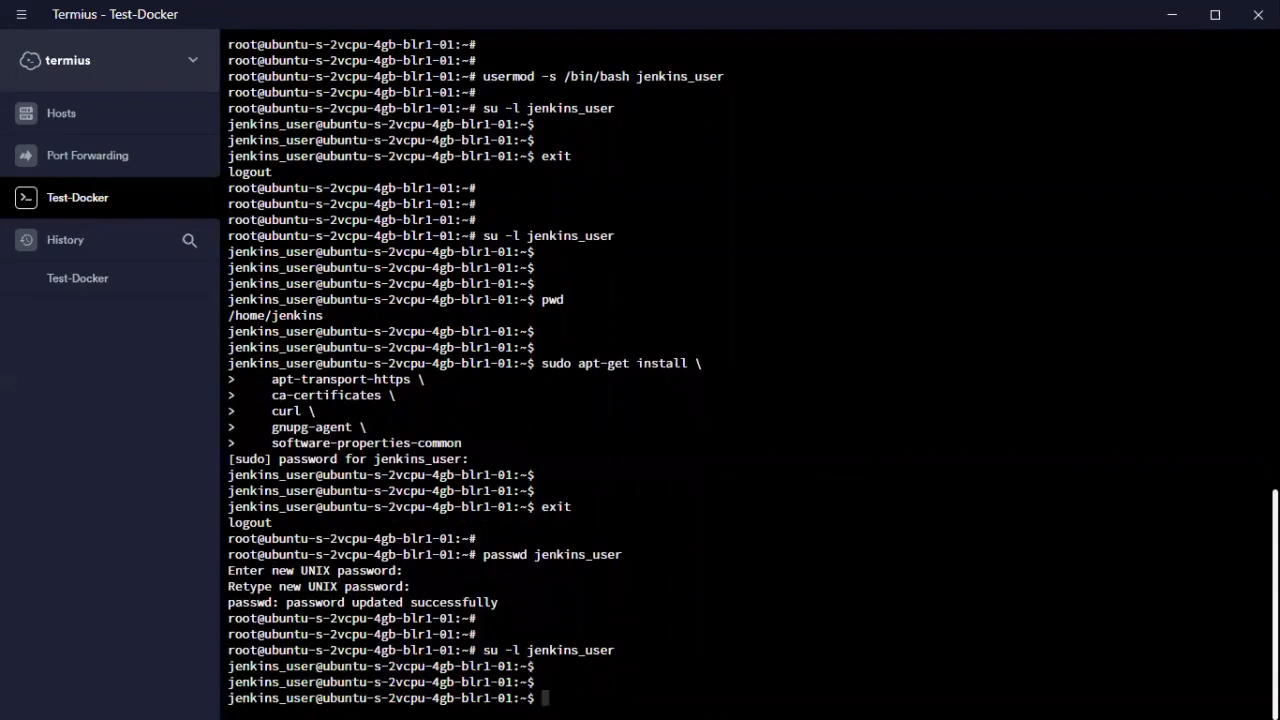 Termius - Test-Docker
termius
Hosts
Port Forwarding
Test-Docker
History
Test-Docker
root@ubuntu-s-2vcpu-4gb-blr1-01:~#
root@ubuntu-s-2vcpu-4gb-blr1-01:~#
root@ubuntu-s-2vcpu-4gb-blr1-01:~# usermod -s /bin/bash jenkins_user
root@ubuntu-s-2vcpu-4gb-blr1-01:~#
root@ubuntu-s-2vcpu-4gb-blr1-01:~# su -l jenkins_user
jenkins_user@ubuntu-s-2vcpu-4gb-blr1-01:~$
jenkins_user@ubuntu-s-2vcpu-4gb-blr1-01:~$
jenkins_user@ubuntu-s-2vcpu-4gb-blr1-01:~$ exit
logout
root@ubuntu-s-2vcpu-4gb-blr1-01:~#
root@ubuntu-s-2vcpu-4gb-blr1-01:~#
root@ubuntu-s-2vcpu-4gb-blr1-01:~#
root@ubuntu-s-2vcpu-4gb-blr1-01:~# su -l jenkins_user
jenkins_user@ubuntu-s-2vcpu-4gb-blr1-01:~$
jenkins_user@ubuntu-s-2vcpu-4gb-blr1-01:~$
jenkins_user@ubuntu-s-2vcpu-4gb-blr1-01:~$
jenkins_user@ubuntu-s-2vcpu-4gb-blr1-01:~$ pwd
/home/jenkins
jenkins_user@ubuntu-s-2vcpu-4gb-blr1-01:~$
jenkins_user@ubuntu-s-2vcpu-4gb-blr1-01:~$
jenkins_user@ubuntu-s-2vcpu-4gb-blr1-01:~$ sudo apt-get install \
>     apt-transport-https \
>     ca-certificates \
>     curl \
>     gnupg-agent \
>     software-properties-common
[sudo] password for jenkins_user:
jenkins_user@ubuntu-s-2vcpu-4gb-blr1-01:~$
jenkins_user@ubuntu-s-2vcpu-4gb-blr1-01:~$
jenkins_user@ubuntu-s-2vcpu-4gb-blr1-01:~$ exit
logout
root@ubuntu-s-2vcpu-4gb-blr1-01:~#
root@ubuntu-s-2vcpu-4gb-blr1-01:~# passwd jenkins_user
Enter new UNIX password:
Retype new UNIX password:
passwd: password updated successfully
root@ubuntu-s-2vcpu-4gb-blr1-01:~#
root@ubuntu-s-2vcpu-4gb-blr1-01:~#
root@ubuntu-s-2vcpu-4gb-blr1-01:~# su -l jenkins_user
jenkins_user@ubuntu-s-2vcpu-4gb-blr1-01:~$
jenkins_user@ubuntu-s-2vcpu-4gb-blr1-01:~$
jenkins_user@ubuntu-s-2vcpu-4gb-blr1-01:~$